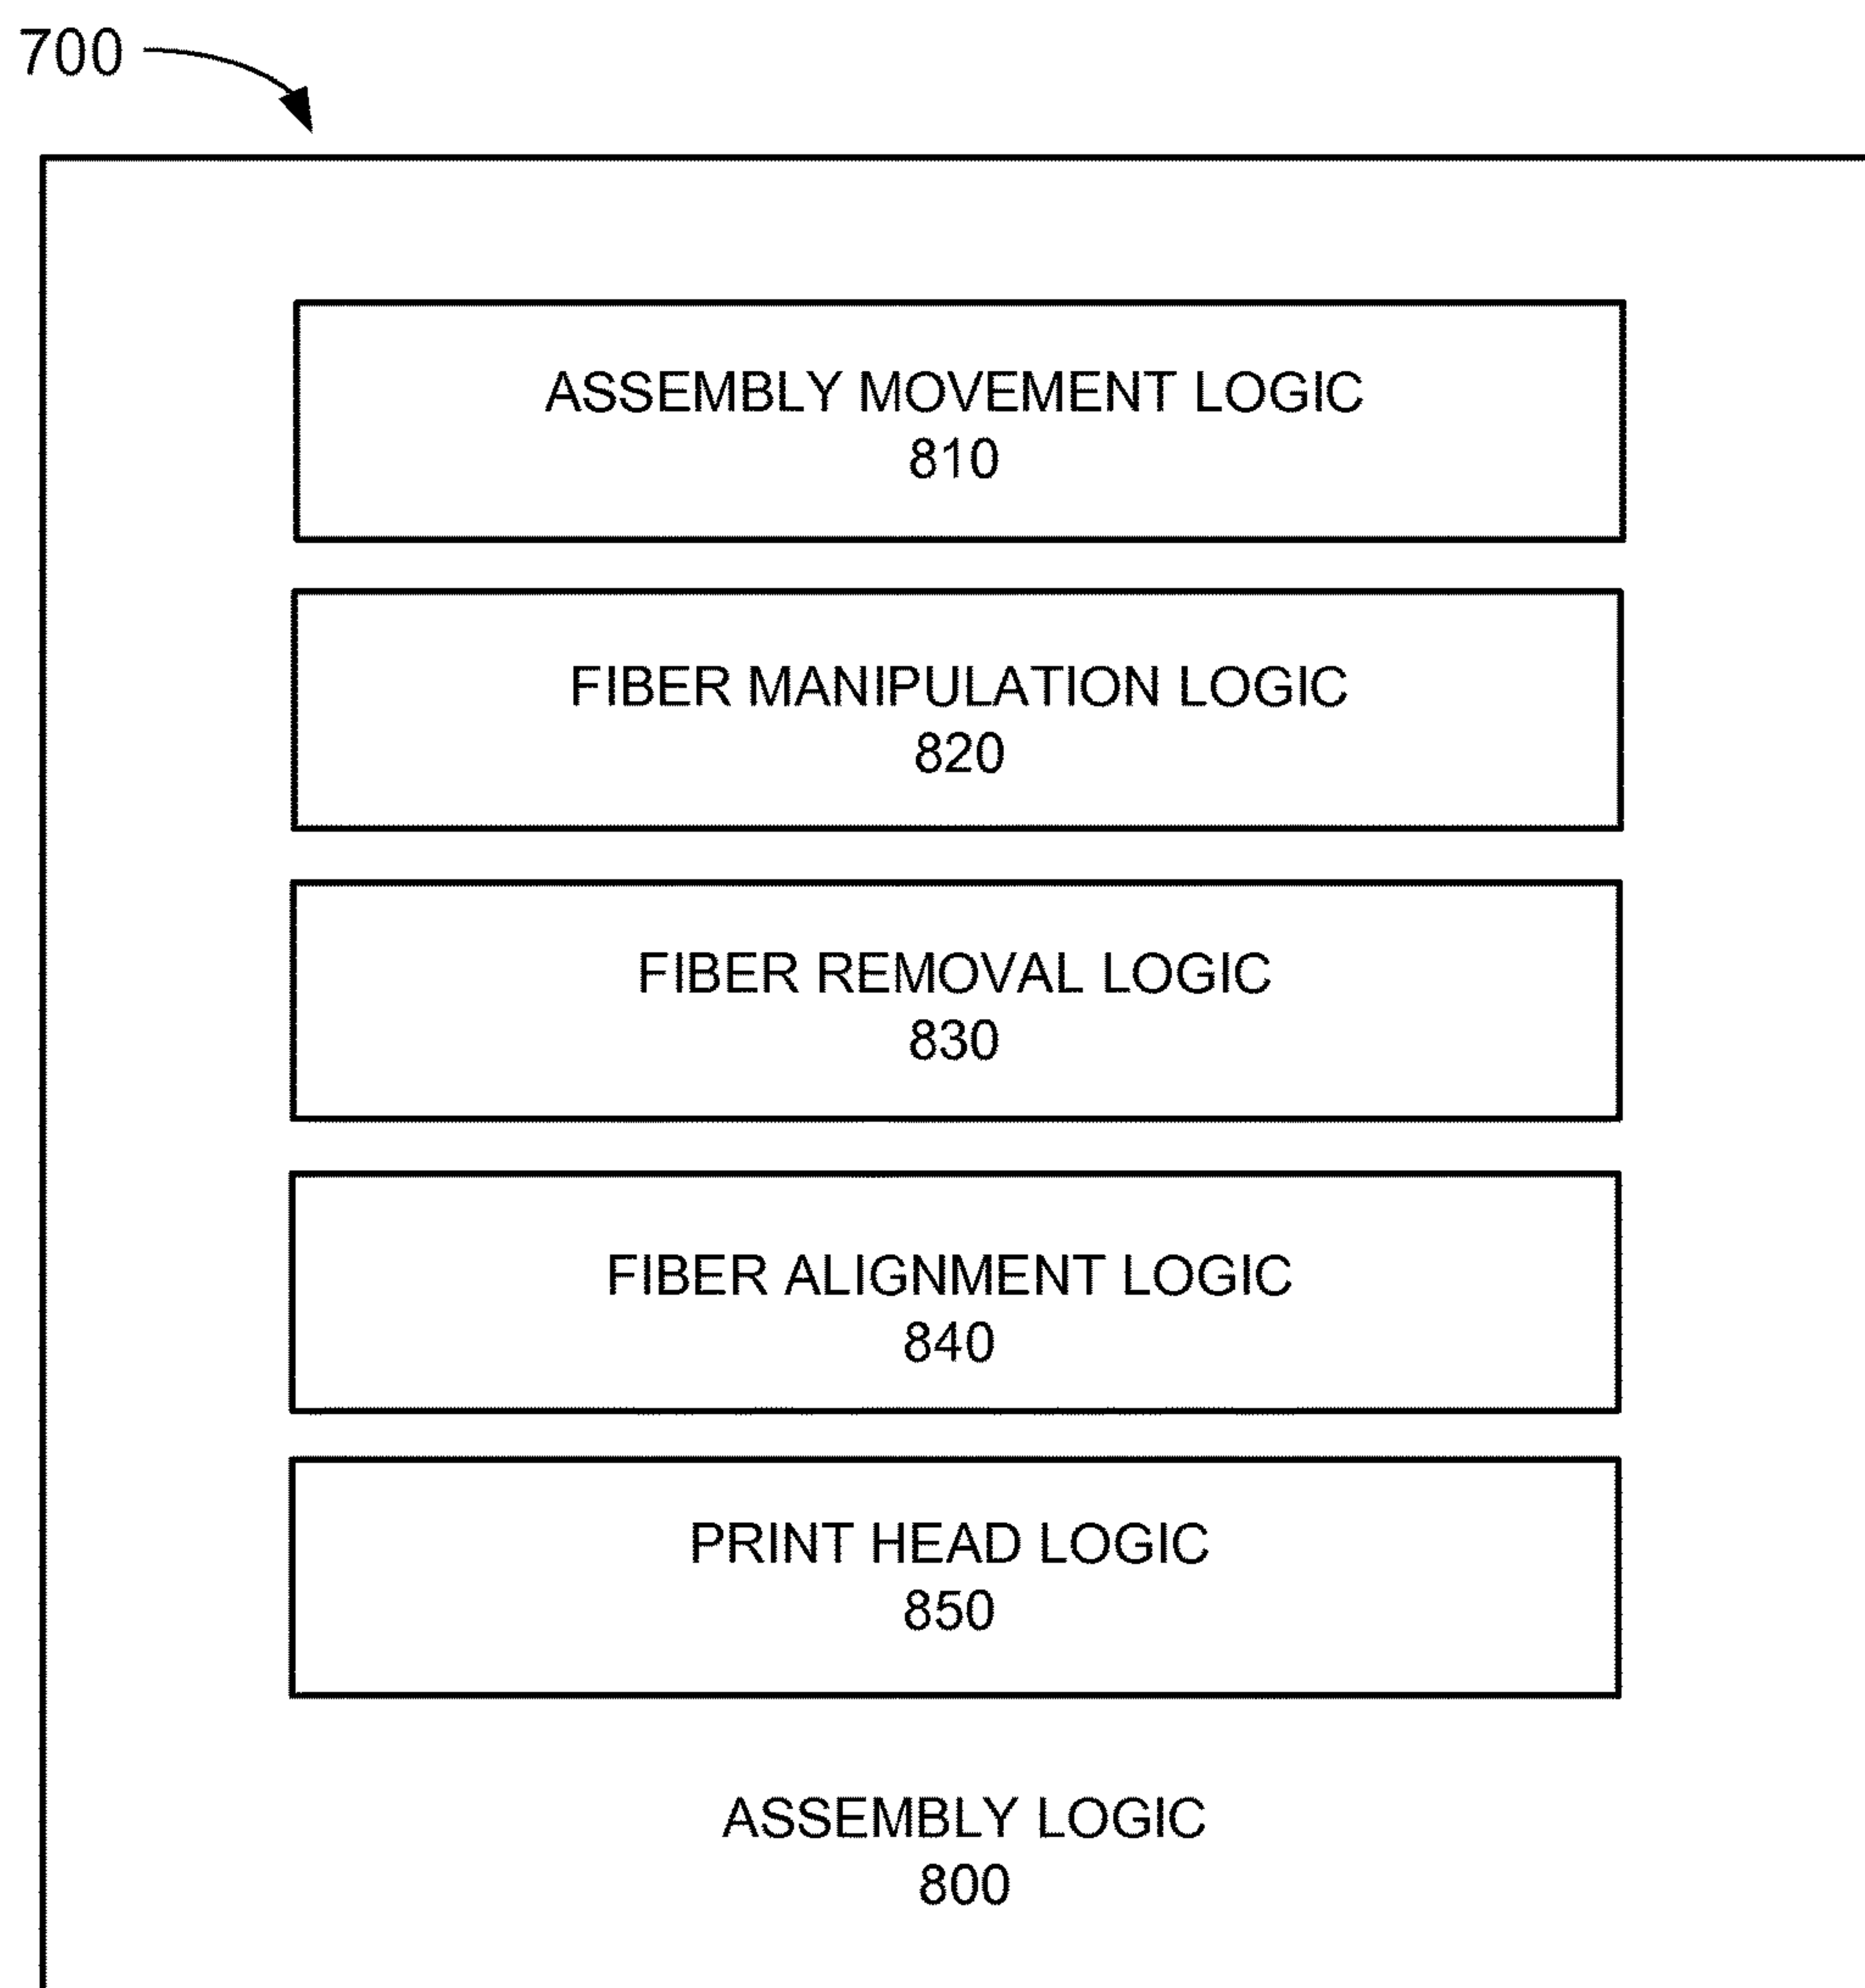 700
ASSEMBLY MOVEMENT LOGIC
810
FIBER MANIPULATION LOGIC
820
FIBER REMOVAL LOGIC
830
FIBER ALIGNMENT LOGIC
840
PRINT HEAD LOGIC
850
ASSEMBLY LOGIC
800